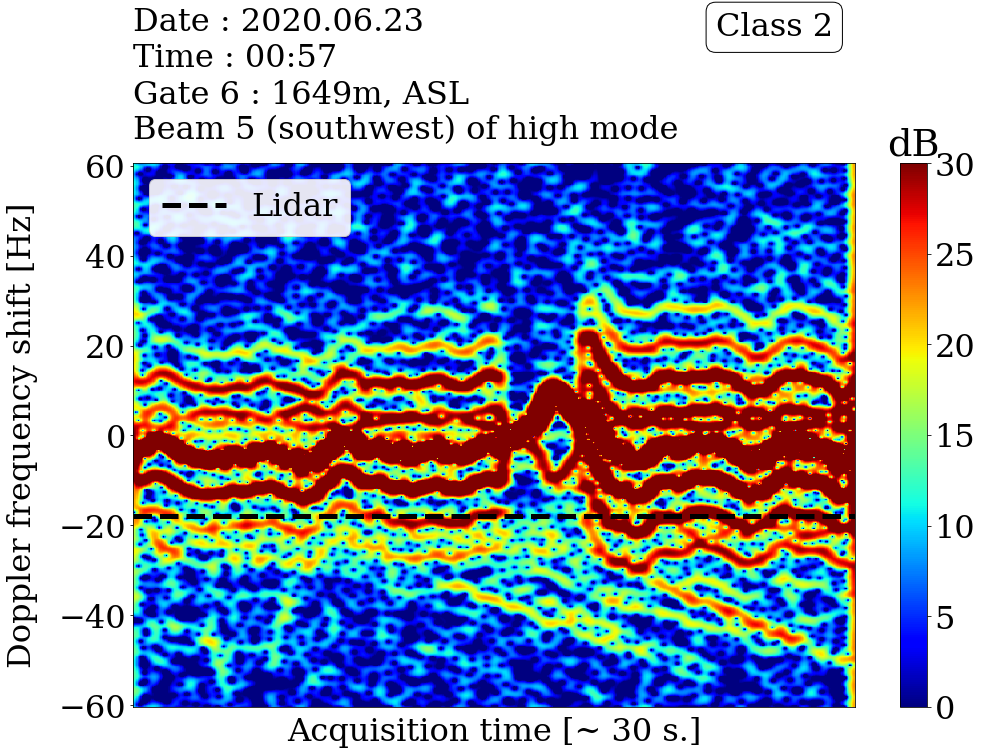 Date : 2020.06.23
Time : 00:57
Gate 6 : 1649m, ASL
Beam 5 (southwest) of high mode
Class 2
dB
Lidar
Doppler frequency shift [Hz]
60
40
20
0
−20
−40
−60
30
25
20
15
10
5
0
Acquisition time [~ 30 s.]